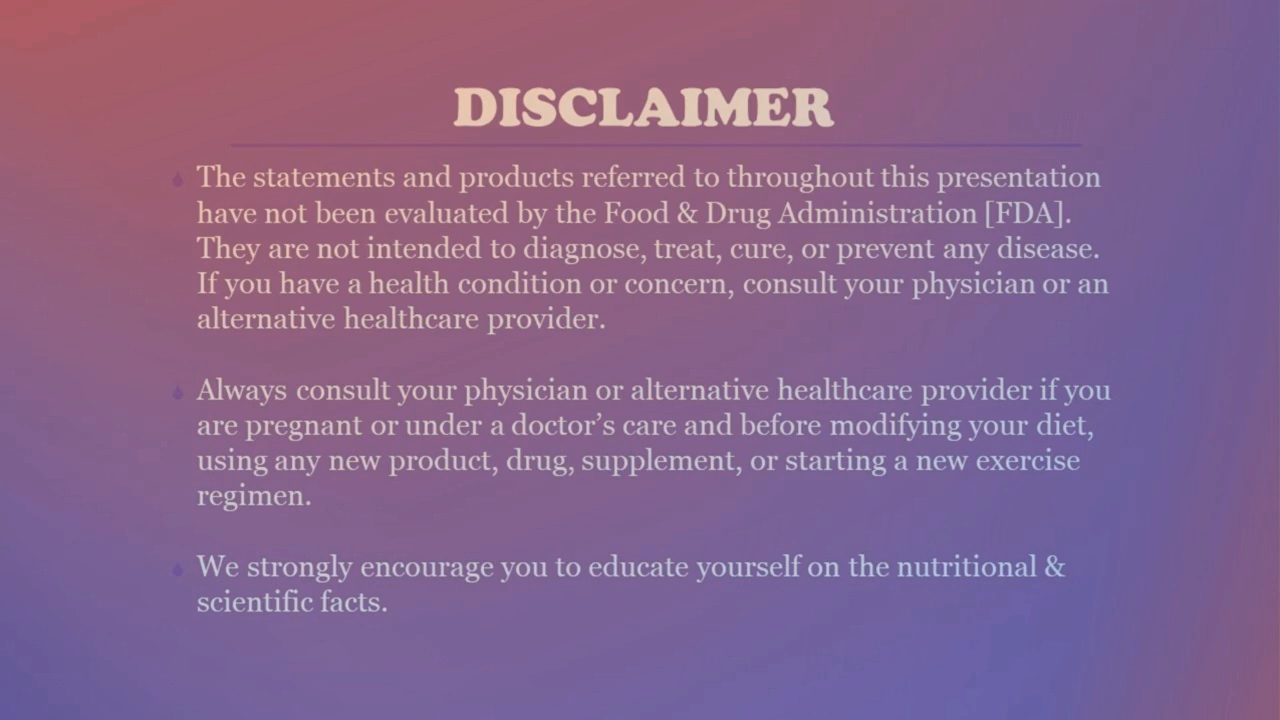 DISCLAIMER
The statements and products referred to throughout this presentation
have not been evaluated by the Food & Drug Administration [FDA].
They are not intended to diagnose, treat, cure, or prevent any disease.
If you have a health condition or concern, consult your physician or an
alternative healthcare provider.
Always consult your physician or alternative healthcare provider if you
are pregnant or under a doctor’s care and before modifying your diet,
using any new product, drug, supplement, or starting a new exercise
regimen.
We strongly encourage you to educate yourself on the nutritional &
scientific facts.